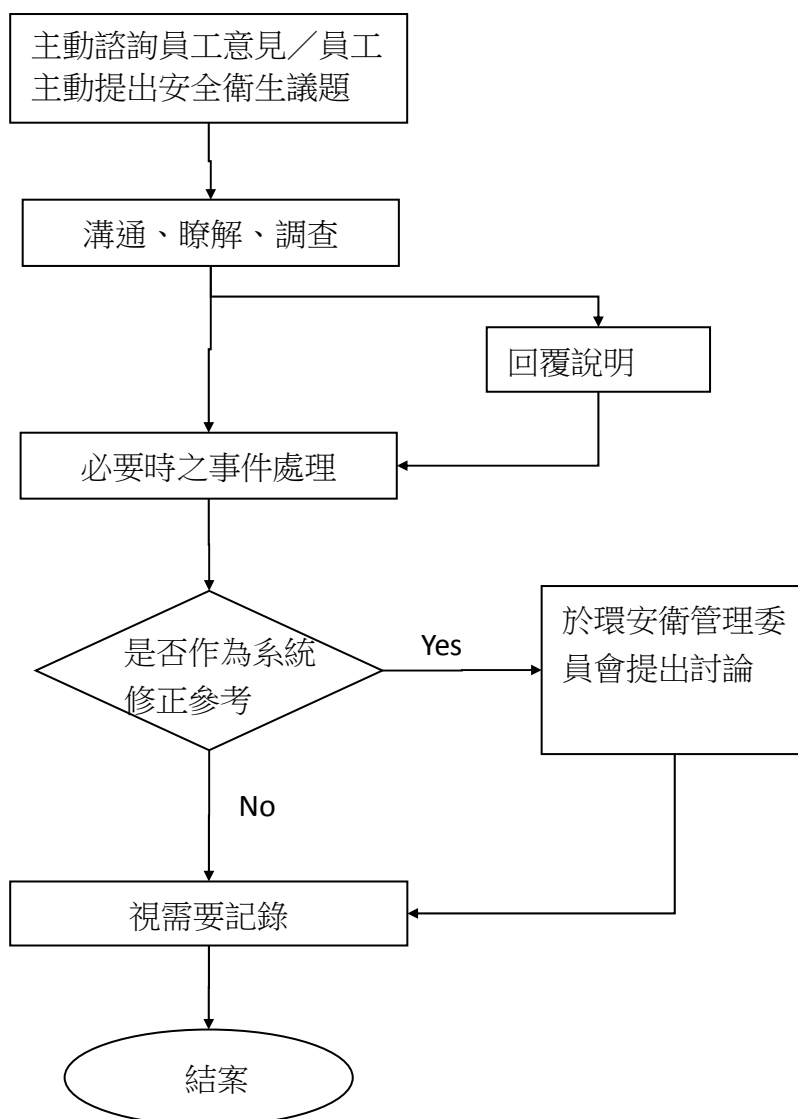 主動諮詢員工意見／員工
主動提出安全衛生議題
溝通、瞭解、調查
回覆說明
必要時之事件處理
是否作為系統
修正參考
Yes
於環安衛管理委
員會提出討論
No
視需要記錄
結案